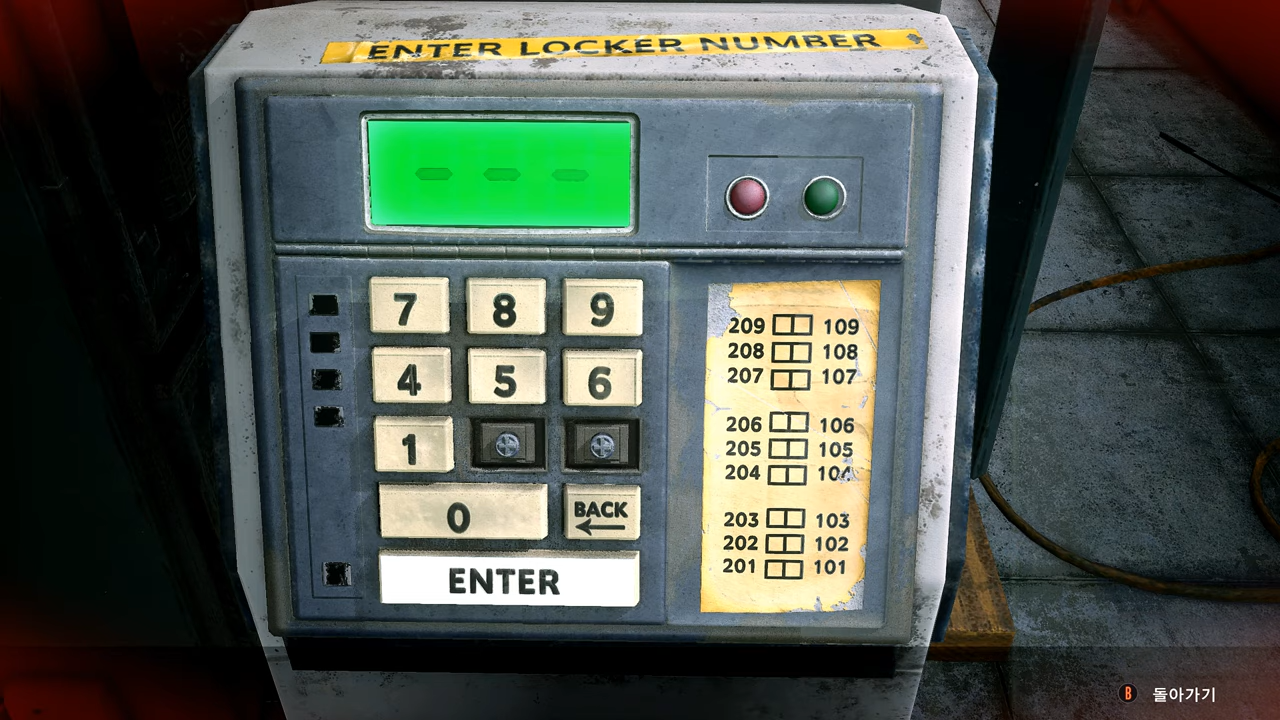 ENTER LOCKER NUMBER
7 8 9
4 5 6
1
0 BACK
ENTER
209 109
208 108
207 107
206 106
205 105
204 104
203 103
202 102
201 101
B 돌아가기